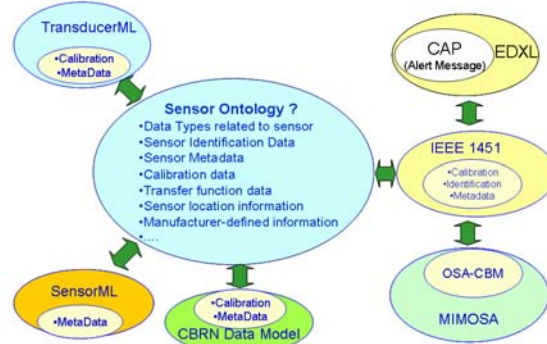 TransducerML
•Calibration
•MetaData
Sensor Ontology ?
•Data Types related to sensor
•Sensor Identification Data
•Sensor Metadata
•Calibration data
•Transfer function data
•Sensor location information
•Manufacturer-defined information
•....
CAP
(Alert Message)
EDXL
IEEE 1451
•Calibration
•Identification
•Metadata
OSA-CBM
MIMOSA
SensorML
•MetaData
•Calibration
•MetaData
CBRN Data Model